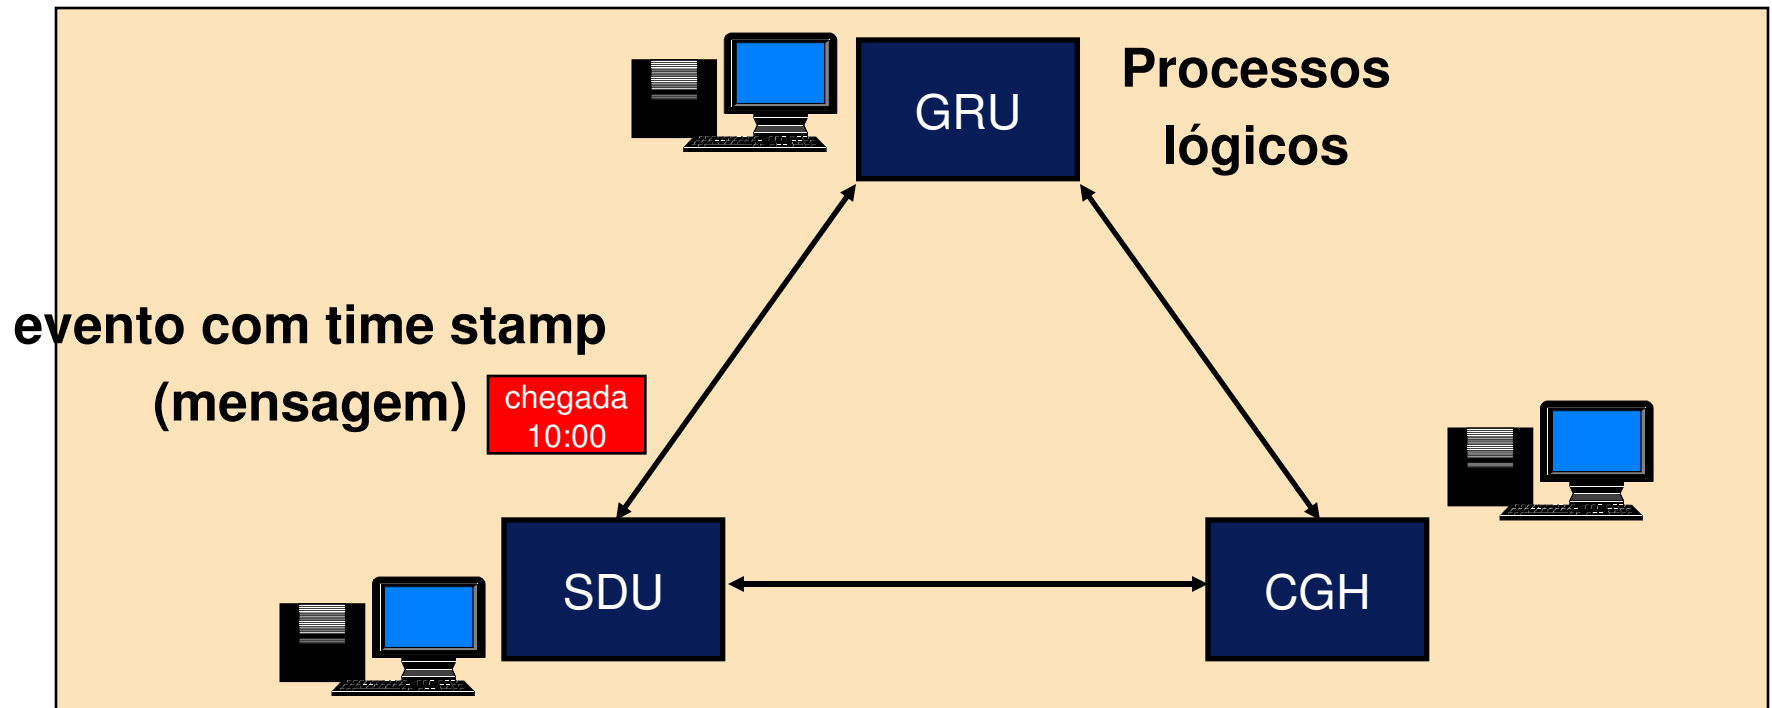 GRU
Processos
lógicos
evento com time stamp
(mensagem)
chegada
10:00
SDU
CGH